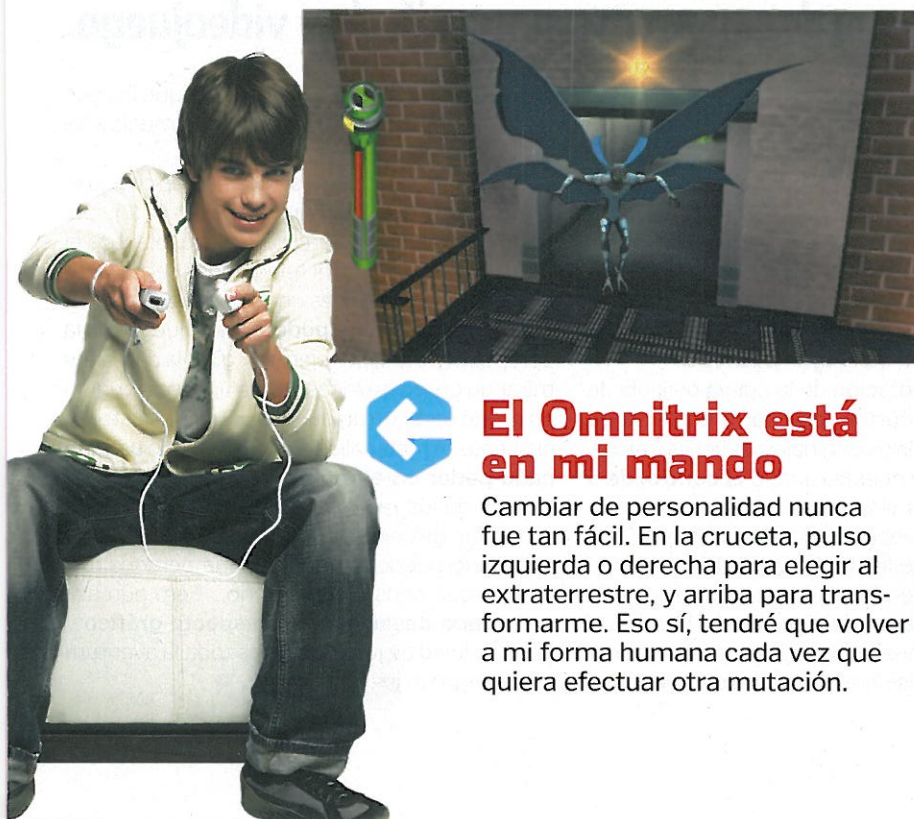 El Omnitrix está
en mi mando
Cambiar de personalidad nunca
fue tan fácil. En la cruceta, pulso
izquierda o derecha para elegir al
extraterrestre, y arriba para trans-
formarme. Eso sí, tendré que volver
a mi forma humana cada vez que
quiera efectuar otra mutación.